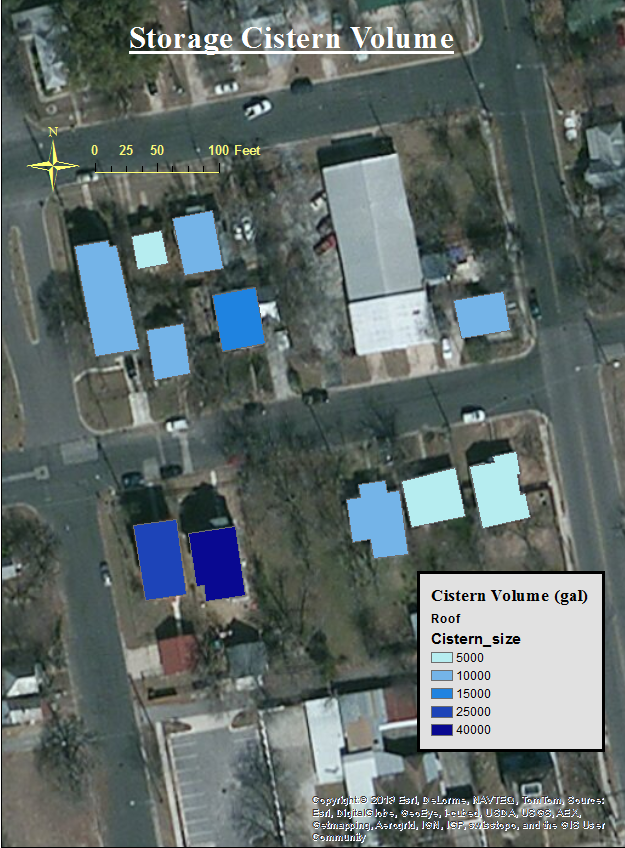 Storage Cistern Volume
N
0 25 50 100 Feet
Cistern Volume (gal)
Roof
Cistern_size
5000
10000
15000
25000
40000
Copyright © Esri, DeLorme, NAVTEQ, TomTom, Source:
Esri, DigitalGlobe, GeoEye, i-cubed, USDA, USGS, AEX,
Getmapping, Aerogrid, IGN, IGP, swisstopo, and the GIS User
Community